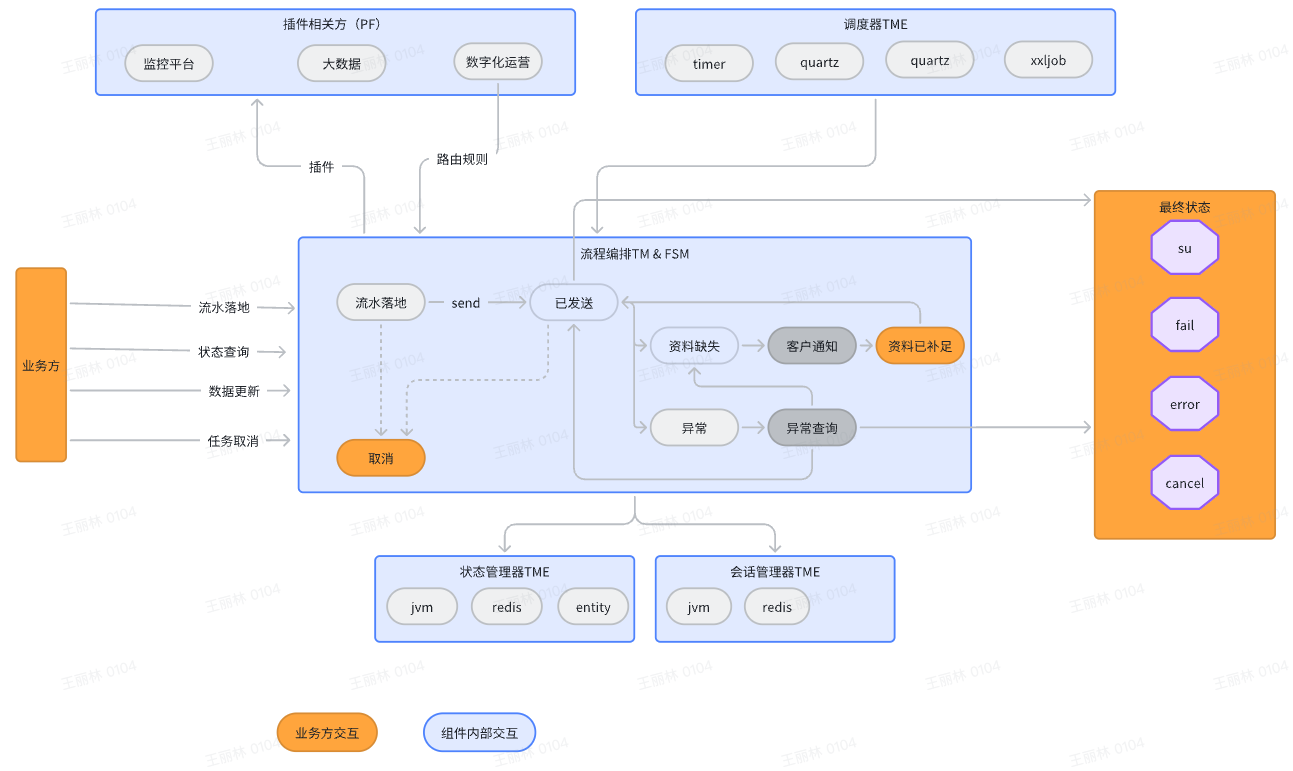 插件相关方（PF）
监控平台
大数据
数字化运营
调度器TME
timer
quartz
quartz
xxljob
插件
路由规则
最终状态
su
fail
error
cancel
业务方
流水落地
状态查询
数据更新
任务取消
流程编排TM & FSM
流水落地
send
已发送
资料缺失
客户通知
资料已补足
异常
异常查询
取消
状态管理器TME
jvm
redis
entity
会话管理器TME
jvm
redis
业务方交互
组件内部交互
王丽林 0104